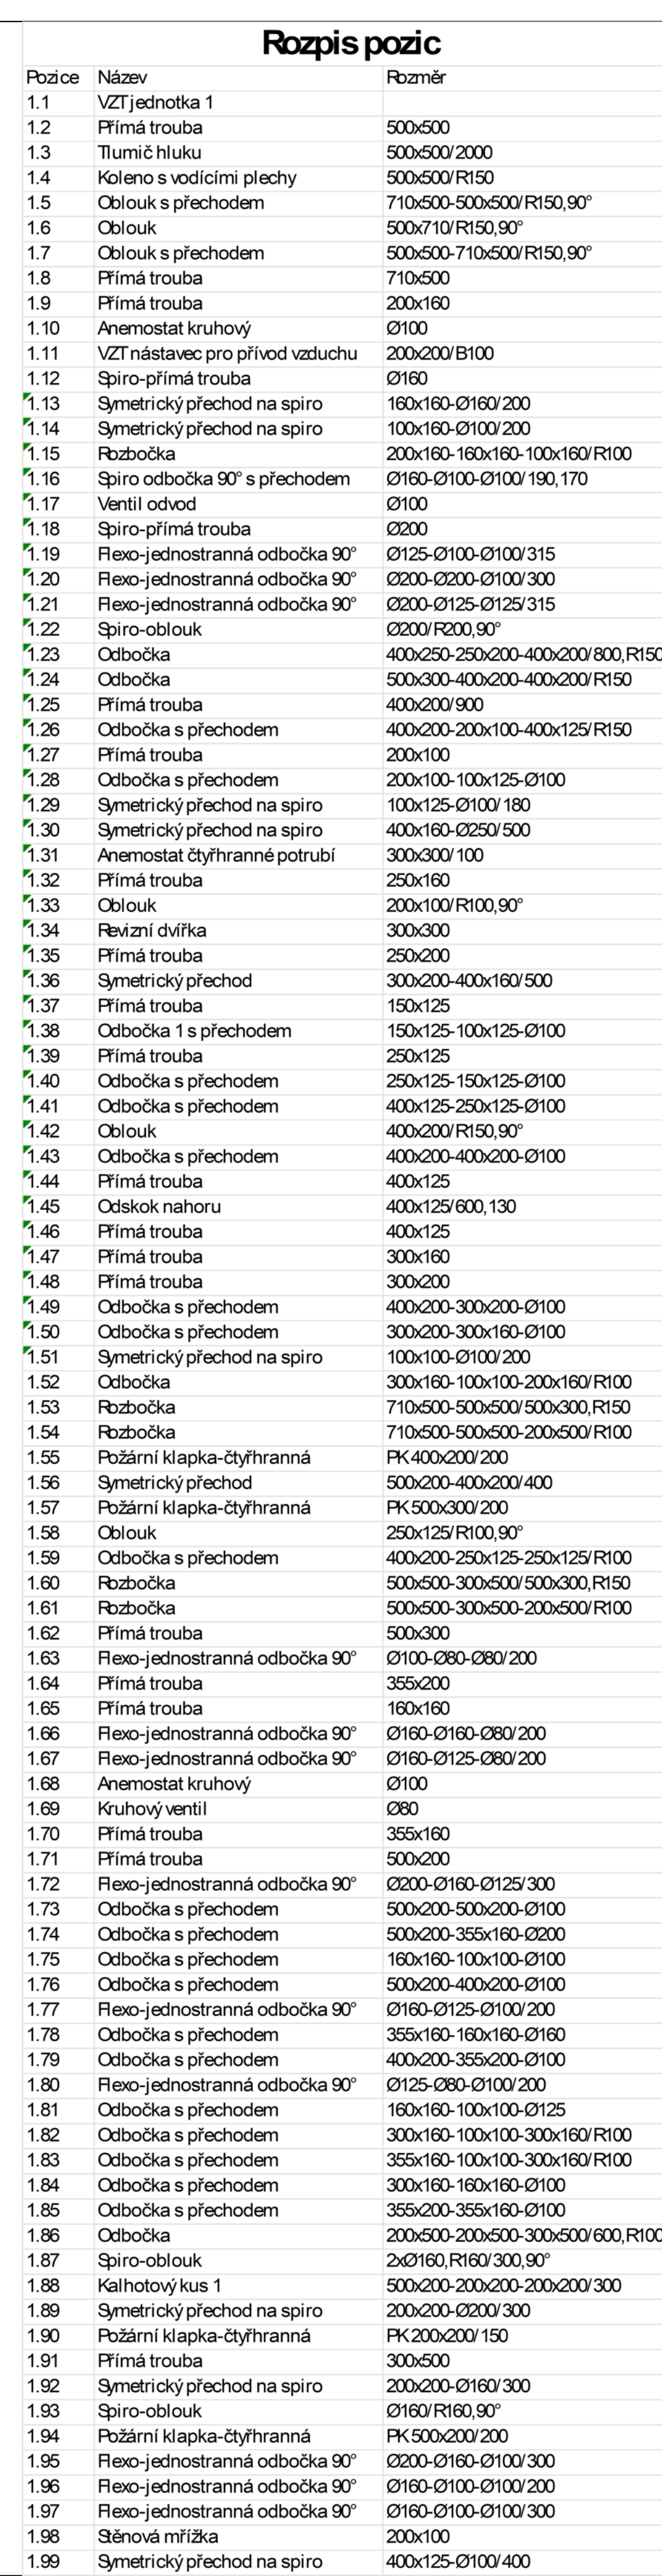 Rozpis pozic
Pozice Název Rozměr
1.1 VZT jednotka 1
1.2 Přímá trouba 500x500
1.3 Tlumič hluku 500x500/2000
1.4 Koleno s vodícími plechy 500x500/R150
1.5 Oblouk s přechodem 710x500-500x500/R150,90°
1.6 Oblouk 500x710/R150,90°
1.7 Oblouk s přechodem 500x500-710x500/R150,90°
1.8 Přímá trouba 710x500
1.9 Přímá trouba 200x160
1.10 Anemostat kruhový Ø100
1.11 VZT nástavec pro přívod vzduchu 200x200/B100
1.12 Spiro-přímá trouba Ø160
1.13 Symetrický přechod na spiro 160x160-Ø160/200
1.14 Symetrický přechod na spiro 100x160-Ø100/200
1.15 Rozbočka 200x160-160x160-100x160/R100
1.16 Spiro odbočka 90° s přechodem Ø160-Ø100-Ø100/190,170
1.17 Ventil odvod Ø100
1.18 Spiro-přímá trouba Ø200
1.19 Flexo-jednostranná odbočka 90° Ø125-Ø100-Ø100/315
1.20 Flexo-jednostranná odbočka 90° Ø200-Ø200-Ø100/300
1.21 Flexo-jednostranná odbočka 90° Ø200-Ø125-Ø125/315
1.22 Spiro-oblouk Ø200/R200,90°
1.23 Odbočka 400x250-250x200-400x200/800,R150
1.24 Odbočka 500x300-400x200-400x200/R150
1.25 Přímá trouba 400x200/900
1.26 Odbočka s přechodem 400x200-200x100-400x125/R150
1.27 Přímá trouba 200x100
1.28 Odbočka s přechodem 200x100-100x125-Ø100
1.29 Symetrický přechod na spiro 100x125-Ø100/180
1.30 Symetrický přechod na spiro 400x160-Ø250/500
1.31 Anemostat čtyřhranné potrubí 300x300/100
1.32 Přímá trouba 250x160
1.33 Oblouk 200x100/R100,90°
1.34 Revizní dvířka 300x300
1.35 Přímá trouba 250x200
1.36 Symetrický přechod 300x200-400x160/500
1.37 Přímá trouba 150x125
1.38 Odbočka 1 s přechodem 150x125-100x125-Ø100
1.39 Přímá trouba 250x125
1.40 Odbočka s přechodem 250x125-150x125-Ø100
1.41 Odbočka s přechodem 400x125-250x125-Ø100
1.42 Oblouk 400x200/R150,90°
1.43 Odbočka s přechodem 400x200-400x200-Ø100
1.44 Přímá trouba 400x125
1.45 Odskok nahoru 400x125/600,130
1.46 Přímá trouba 400x125
1.47 Přímá trouba 300x160
1.48 Přímá trouba 300x200
1.49 Odbočka s přechodem 400x200-300x200-Ø100
1.50 Odbočka s přechodem 300x200-300x160-Ø100
1.51 Symetrický přechod na spiro 100x100-Ø100/200
1.52 Odbočka 300x160-100x100-200x160/R100
1.53 Rozbočka 710x500-500x500/500x300,R150
1.54 Rozbočka 710x500-500x500-200x500/R100
1.55 Požární klapka-čtyřhranná PK 400x200/200
1.56 Symetrický přechod 500x200-400x200/400
1.57 Požární klapka-čtyřhranná PK 500x300/200
1.58 Oblouk 250x125/R100,90°
1.59 Odbočka s přechodem 400x200-250x125-250x125/R100
1.60 Rozbočka 500x500-300x500/500x300,R150
1.61 Rozbočka 500x500-300x500-200x500/R100
1.62 Přímá trouba 500x300
1.63 Flexo-jednostranná odbočka 90° Ø100-Ø80-Ø80/200
1.64 Přímá trouba 355x200
1.65 Přímá trouba 160x160
1.66 Flexo-jednostranná odbočka 90° Ø160-Ø160-Ø80/200
1.67 Flexo-jednostranná odbočka 90° Ø160-Ø125-Ø80/200
1.68 Anemostat kruhový Ø100
1.69 Kruhový ventil Ø80
1.70 Přímá trouba 355x160
1.71 Přímá trouba 500x200
1.72 Flexo-jednostranná odbočka 90° Ø200-Ø160-Ø125/300
1.73 Odbočka s přechodem 500x200-500x200-Ø100
1.74 Odbočka s přechodem 500x200-355x160-Ø200
1.75 Odbočka s přechodem 160x160-100x100-Ø100
1.76 Odbočka s přechodem 500x200-400x200-Ø100
1.77 Flexo-jednostranná odbočka 90° Ø160-Ø125-Ø100/200
1.78 Odbočka s přechodem 355x160-160x160-Ø160
1.79 Odbočka s přechodem 400x200-355x200-Ø100
1.80 Flexo-jednostranná odbočka 90° Ø125-Ø80-Ø100/200
1.81 Odbočka s přechodem 160x160-100x100-Ø125
1.82 Odbočka s přechodem 300x160-100x100-300x160/R100
1.83 Odbočka s přechodem 355x160-100x100-300x160/R100
1.84 Odbočka s přechodem 300x160-160x160-Ø100
1.85 Odbočka s přechodem 355x200-355x160-Ø100
1.86 Odbočka 200x500-200x500-300x500/600,R100
1.87 Spiro-oblouk 2xØ160,R160/300,90°
1.88 Kalhotový kus 1 500x200-200x200-200x200/300
1.89 Symetrický přechod na spiro 200x200-Ø200/300
1.90 Požární klapka-čtyřhranná PK 200x200/150
1.91 Přímá trouba 300x500
1.92 Symetrický přechod na spiro 200x200-Ø160/300
1.93 Spiro-oblouk Ø160/R160,90°
1.94 Požární klapka-čtyřhranná PK 500x200/200
1.95 Flexo-jednostranná odbočka 90° Ø200-Ø160-Ø100/300
1.96 Flexo-jednostranná odbočka 90° Ø160-Ø100-Ø100/200
1.97 Flexo-jednostranná odbočka 90° Ø160-Ø100-Ø100/300
1.98 Stěnová mřížka 200x100
1.99 Symetrický přechod na spiro 400x125-Ø100/400